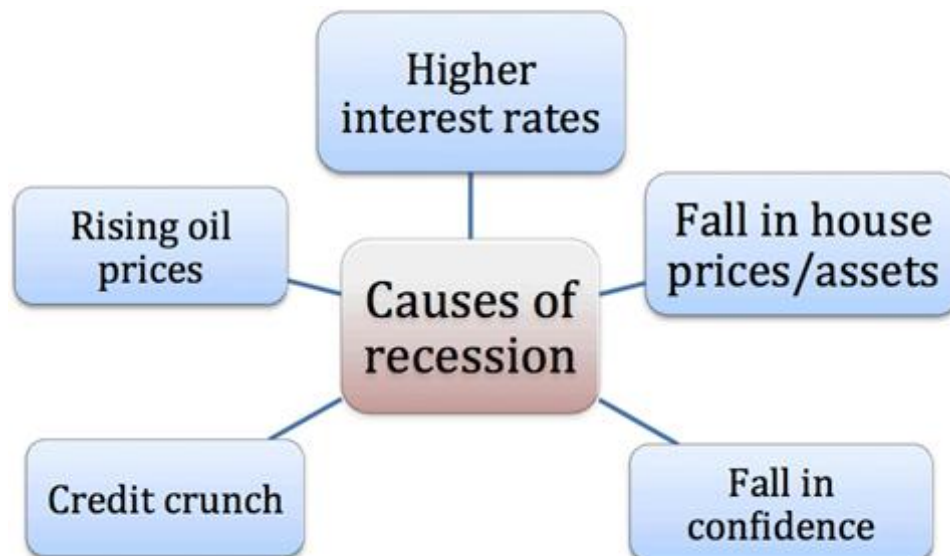 Higher
interest rates
Rising oil
prices
Fall in house
prices/assets
Causes of
recession
Credit crunch
Fall in
confidence